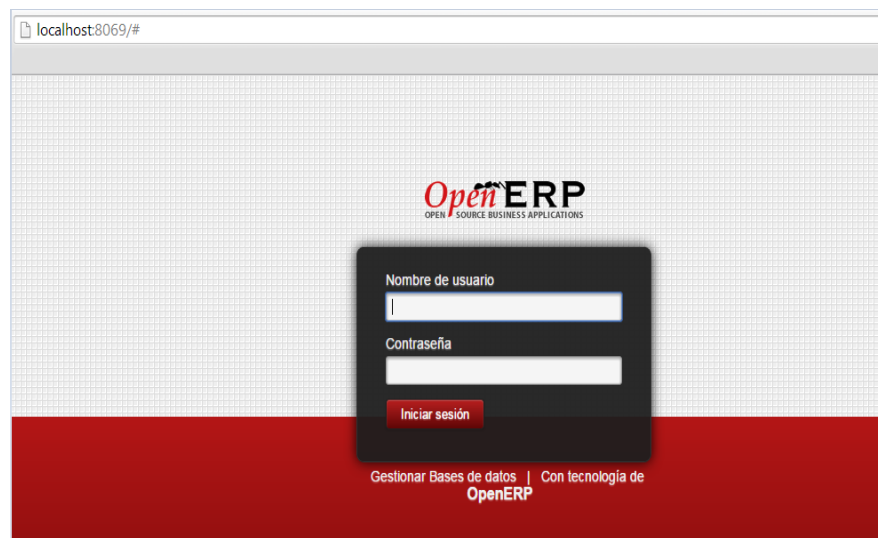 localhost:8069/#
OpenERP
OPEN SOURCE BUSINESS APPLICATIONS
Nombre de usuario
Contraseña
Iniciar sesión
Gestionar Bases de datos | Con tecnología de
OpenERP